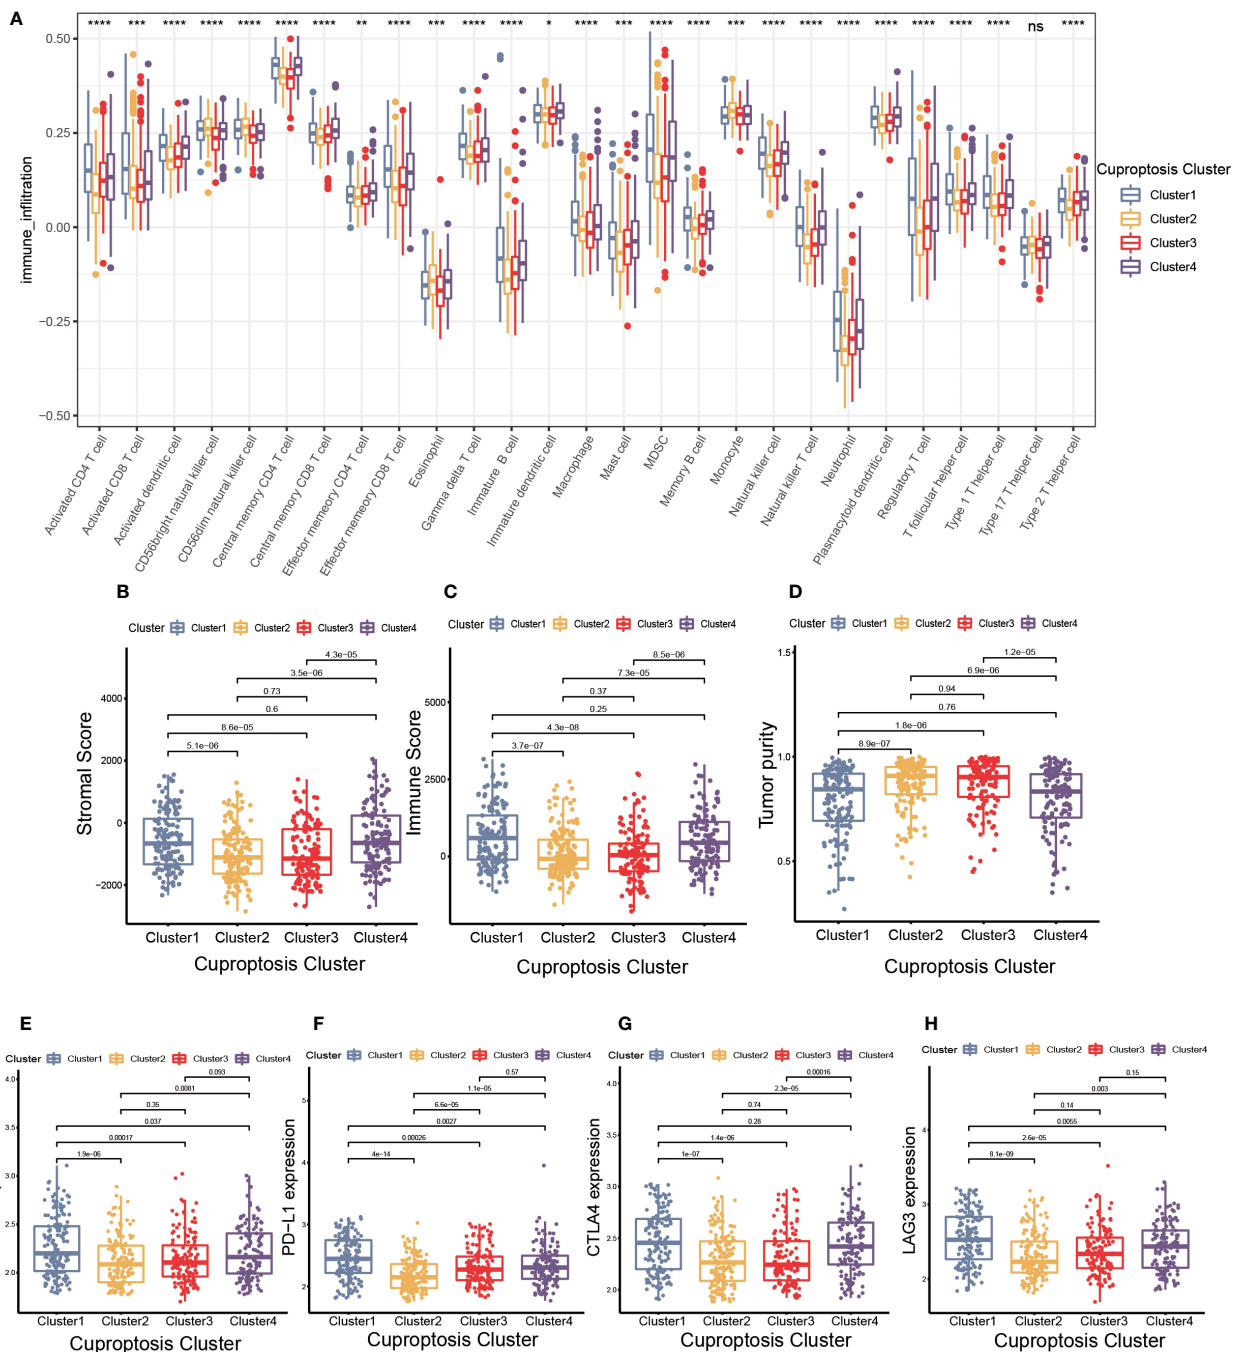 A
**** *** **** **** **** **** **** ** **** *** **** **** * **** *** **** **** *** **** **** **** **** **** **** **** ns ****
0.50
0.25
0.00
−0.25
−0.50
immune_inflitration
Cuproptosis Cluster
Cluster1
Cluster2
Cluster3
Cluster4
Activated CD4 T cell
Activated CD8 T cell
Activated dendritic cell
CD56bright natural killer cell
CD56dim natural killer cell
Central memory CD4 T cell
Central memory CD8 T cell
Effector memeory CD4 T cell
Effector memeory CD8 T cell
Eosinophil
Gamma delta T cell
Immature B cell
Immature dendritic cell
Macrophage
Mast cell
MDSC
Memory B cell
Monocyte
Natural killer cell
Natural killer T cell
Neutrophil
Plasmacytoid dendritic cell
Regulatory T cell
T follicular helper cell
Type 1 T helper cell
Type 17 T helper cell
Type 2 T helper cell
B
Cluster Cluster1 Cluster2 Cluster3 Cluster4
4.3e−05
3.5e−06
0.73
0.6
8.6e−05
5.1e−06
4000
2000
0
−2000
Stromal Score
Cluster1 Cluster2 Cluster3 Cluster4
Cuproptosis Cluster
C
Cluster Cluster1 Cluster2 Cluster3 Cluster4
8.5e−06
7.3e−05
0.37
0.25
4.3e−08
3.7e−07
5000
2500
0
Immune Score
Cluster1 Cluster2 Cluster3 Cluster4
Cuproptosis Cluster
D
Cluster Cluster1 Cluster2 Cluster3 Cluster4
1.2e−05
6.9e−06
0.94
0.76
1.8e−06
8.9e−07
1.5
1.0
0.5
Tumor purity
Cluster1 Cluster2 Cluster3 Cluster4
Cuproptosis Cluster
E
Cluster Cluster1 Cluster2 Cluster3 Cluster4
0.093
0.0081
0.35
0.037
0.00017
1.9e−06
4.0
3.5
3.0
2.5
2.0
Cluster1 Cluster2 Cluster3 Cluster4
Cuproptosis Cluster
F
Cluster Cluster1 Cluster2 Cluster3 Cluster4
0.57
1.1e−05
6.6e−05
0.0027
0.00026
4e−14
5
4
3
2
PD−L1 expression
Cluster1 Cluster2 Cluster3 Cluster4
Cuproptosis Cluster
G
Cluster Cluster1 Cluster2 Cluster3 Cluster4
0.00016
2.3e−05
0.74
0.28
1.4e−06
1e−07
4.0
3.5
3.0
2.5
2.0
CTLA4 expression
Cluster1 Cluster2 Cluster3 Cluster4
Cuproptosis Cluster
H
Cluster Cluster1 Cluster2 Cluster3 Cluster4
0.15
0.003
0.14
0.0055
2.6e−05
8.1e−09
4
3
2
LAG3 expression
Cluster1 Cluster2 Cluster3 Cluster4
Cuproptosis Cluster